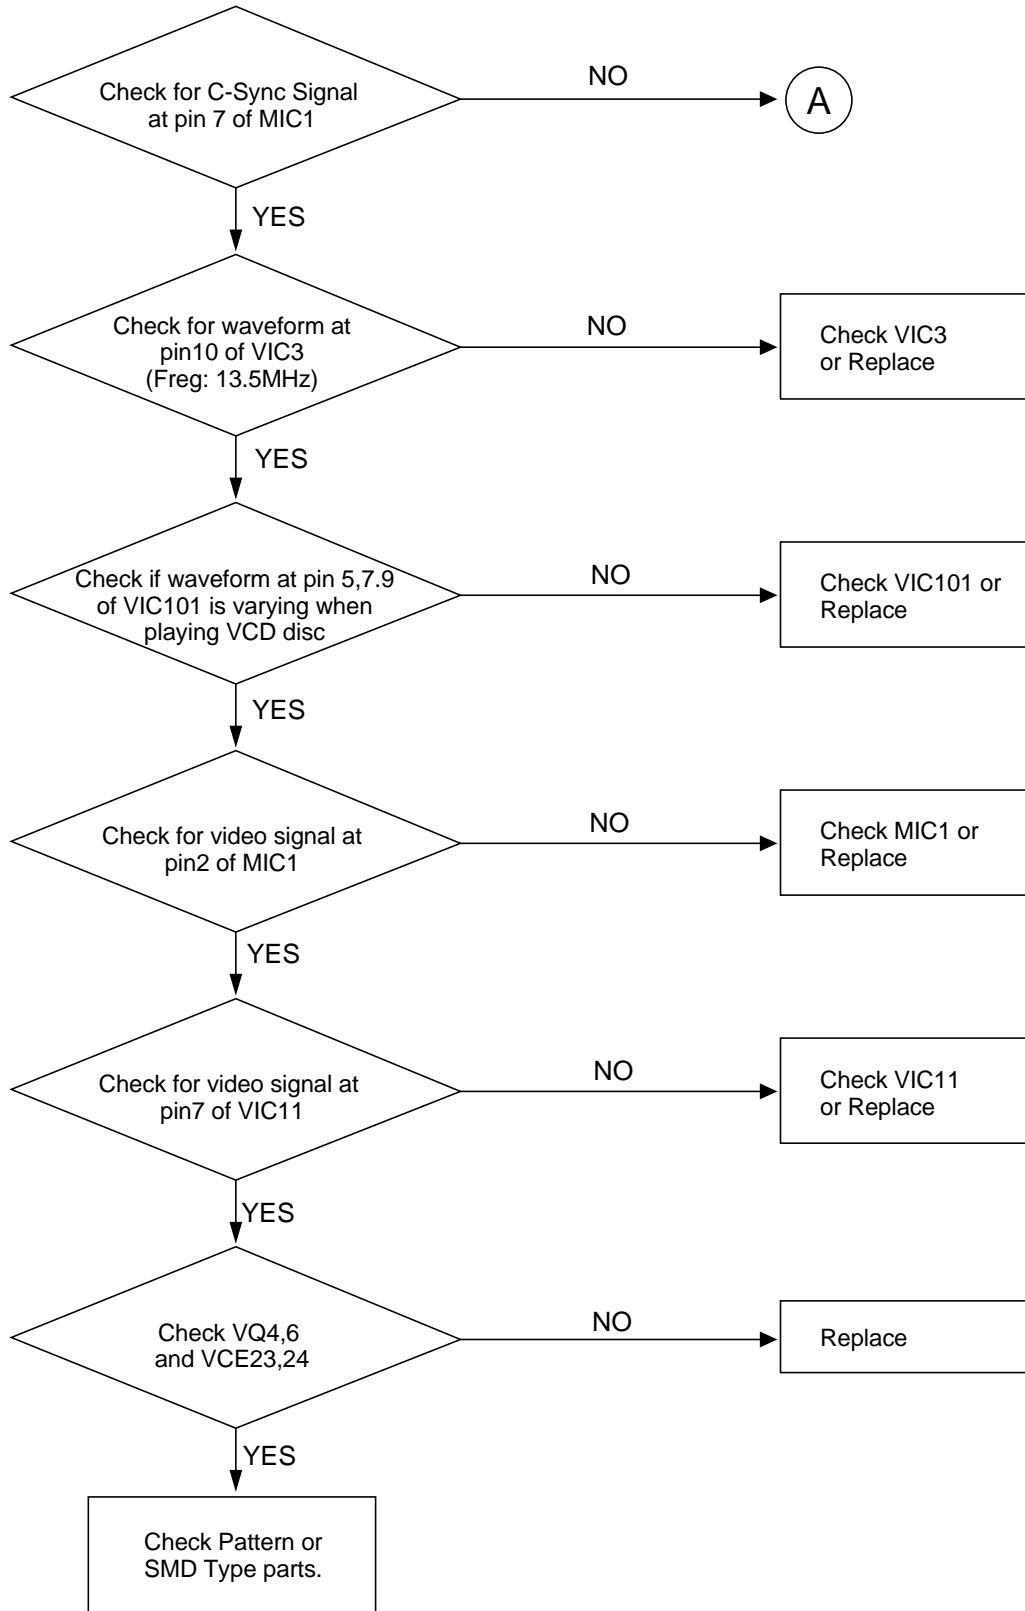 Check for C-Sync Signal
at pin 7 of MIC1
NO
A
YES
Check for waveform at
pin10 of VIC3
(Freg: 13.5MHz)
NO
Check VIC3
or Replace
YES
Check if waveform at pin 5,7.9
of VIC101 is varying when
playing VCD disc
NO
Check VIC101 or
Replace
YES
Check for video signal at
pin2 of MIC1
NO
Check MIC1 or
Replace
YES
Check for video signal at
pin7 of VIC11
NO
Check VIC11
or Replace
YES
Check VQ4,6
and VCE23,24
NO
Replace
YES
Check Pattern or
SMD Type parts.